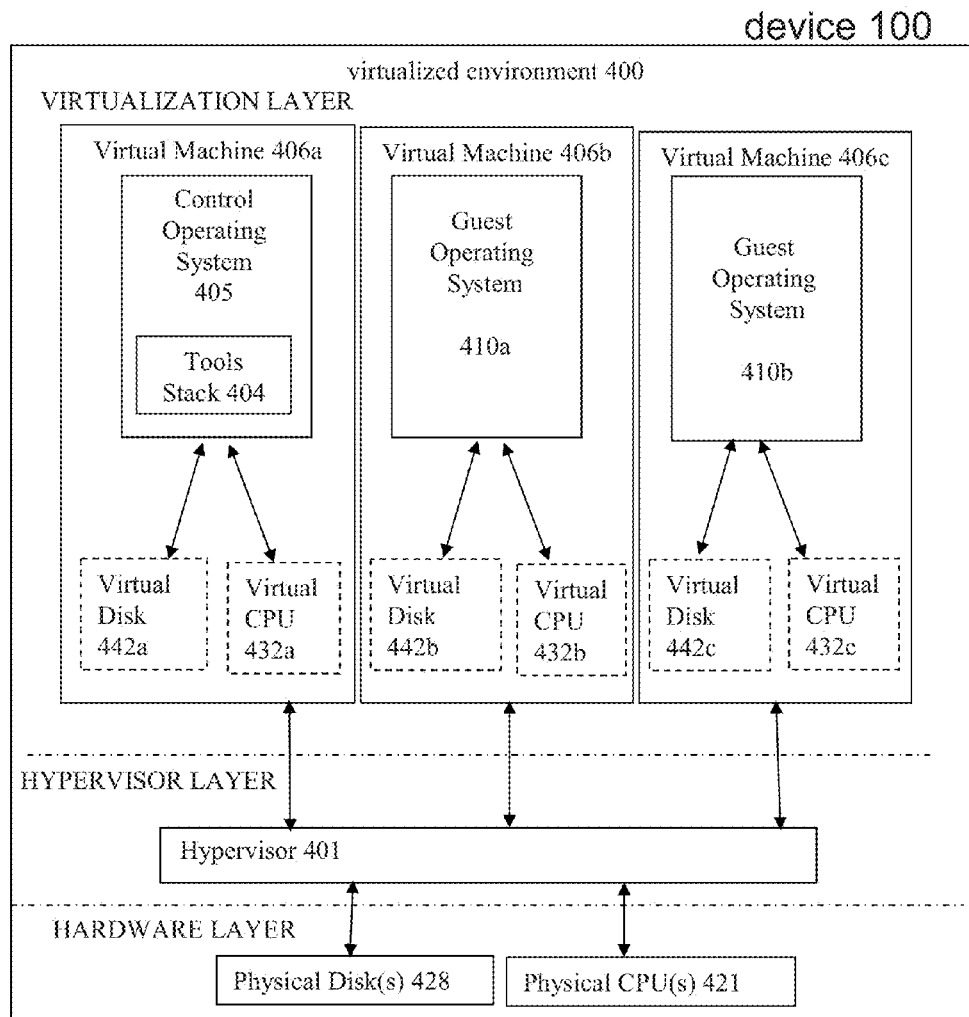 device 100
virtualized environment 400
VIRTUALIZATION LAYER
Virtual Machine 406a
Control
Operating
System
405
Tools
Stack 404
Virtual
Disk
442a
Virtual
CPU
432a
Virtual Machine 406b
Guest
Operating
System
410a
Virtual
Disk
442b
Virtual
CPU
432b
Virtual Machine 406c
Guest
Operating
System
410b
Virtual
Disk
442c
Virtual
CPU
432c
HYPERVISOR LAYER
Hypervisor 401
HARDWARE LAYER
Physical Disk(s) 428
Physical CPU(s) 421